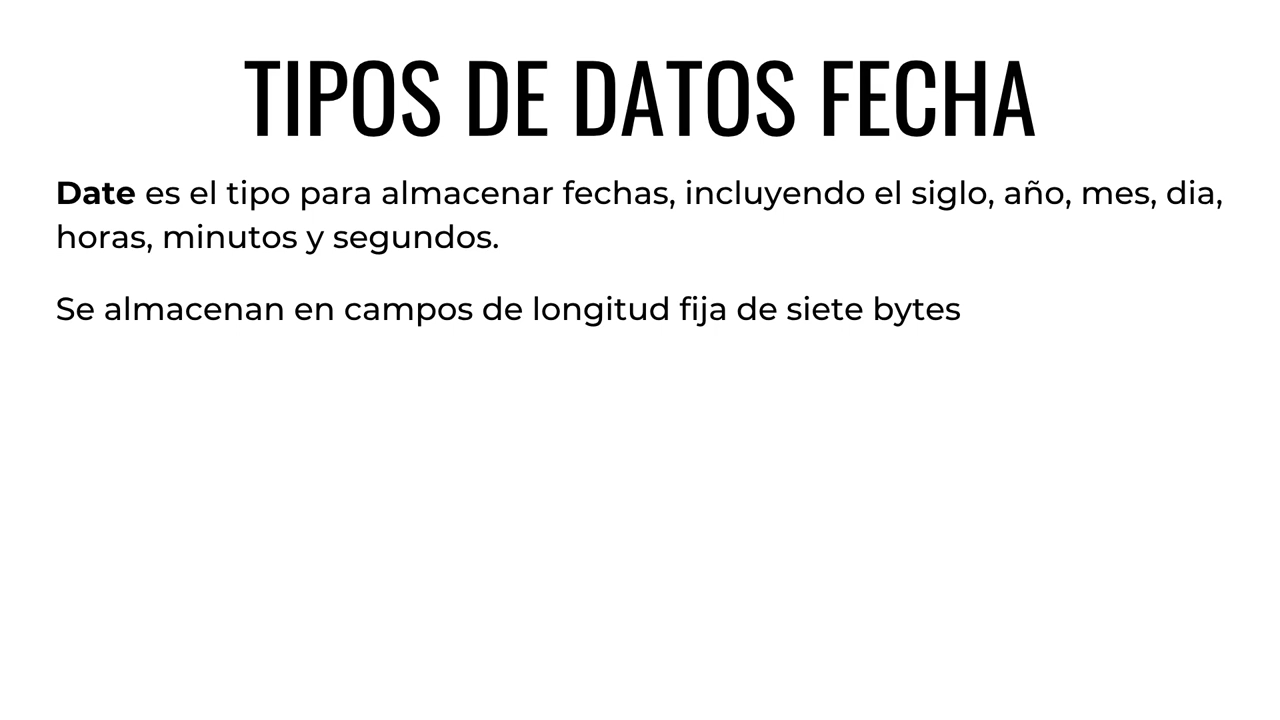 TIPOS DE DATOS FECHA
Date es el tipo para almacenar fechas, incluyendo el siglo, año, mes, dia,
horas, minutos y segundos.
Se almacenan en campos de longitud fija de siete bytes